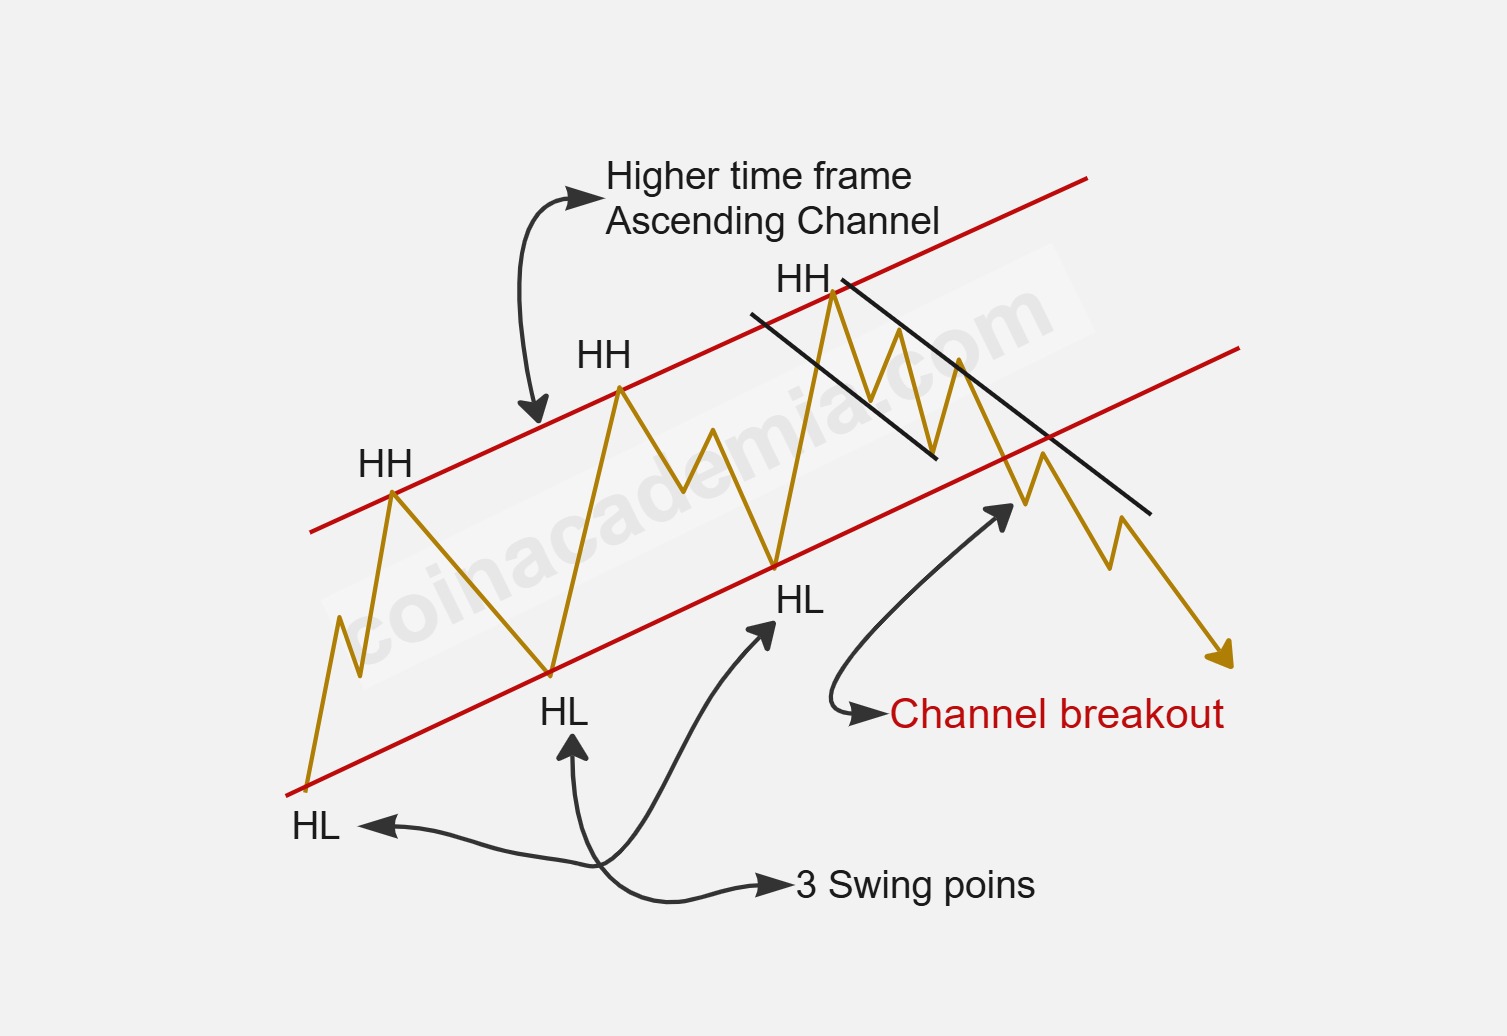 Higher time frame
Ascending Channel
HH
HH
HH
coinacademia.com
HL
HL
Channel breakout
HL
3 Swing poins